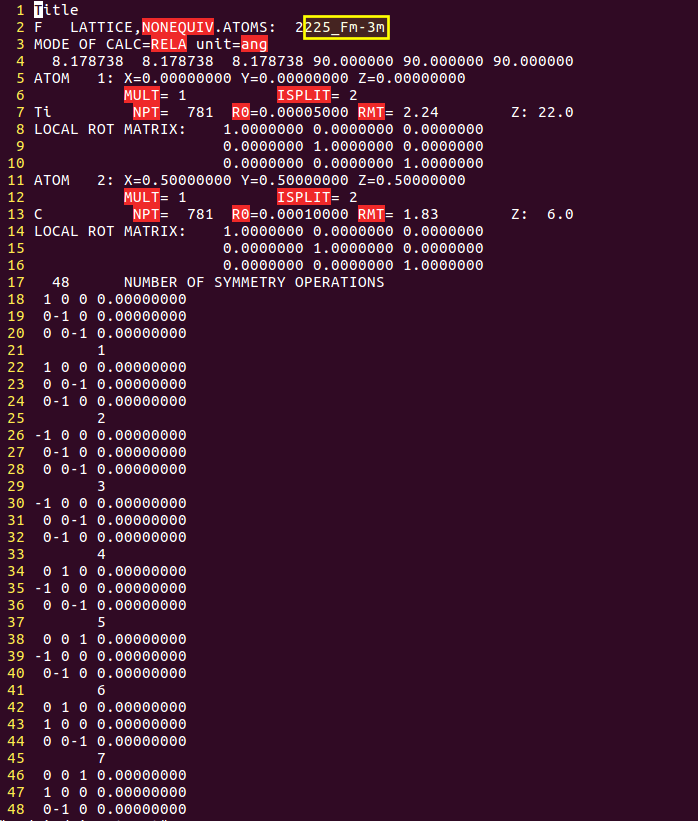 1 Title
2 F   LATTICE,NONEQUIV.ATOMS:  2225_Fm-3m
3 MODE OF CALC=RELA unit=ang
4   8.178738  8.178738  8.178738 90.000000 90.000000 90.000000
5 ATOM   1: X=0.00000000 Y=0.00000000 Z=0.00000000
6           MULT= 1          ISPLIT= 2
7 Ti         NPT=  781  R0=0.00005000 RMT= 2.24        Z: 22.0
8 LOCAL ROT MATRIX:    1.0000000 0.0000000 0.0000000
9                      0.0000000 1.0000000 0.0000000
10                      0.0000000 0.0000000 1.0000000
11 ATOM   2: X=0.50000000 Y=0.50000000 Z=0.50000000
12           MULT= 1          ISPLIT= 2
13 C          NPT=  781  R0=0.00010000 RMT= 1.83        Z:  6.0
14 LOCAL ROT MATRIX:    1.0000000 0.0000000 0.0000000
15                      0.0000000 1.0000000 0.0000000
16                      0.0000000 0.0000000 1.0000000
17   48      NUMBER OF SYMMETRY OPERATIONS
18  1 0 0 0.00000000
19  0-1 0 0.00000000
20  0 0-1 0.00000000
21        1
22  1 0 0 0.00000000
23  0 0-1 0.00000000
24  0-1 0 0.00000000
25        2
26 -1 0 0 0.00000000
27  0-1 0 0.00000000
28  0 0-1 0.00000000
29        3
30 -1 0 0 0.00000000
31  0 0-1 0.00000000
32  0-1 0 0.00000000
33        4
34  0 1 0 0.00000000
35 -1 0 0 0.00000000
36  0 0-1 0.00000000
37        5
38  0 0 1 0.00000000
39 -1 0 0 0.00000000
40  0-1 0 0.00000000
41        6
42  0 1 0 0.00000000
43  1 0 0 0.00000000
44  0 0-1 0.00000000
45        7
46  0 0 1 0.00000000
47  1 0 0 0.00000000
48  0-1 0 0.00000000